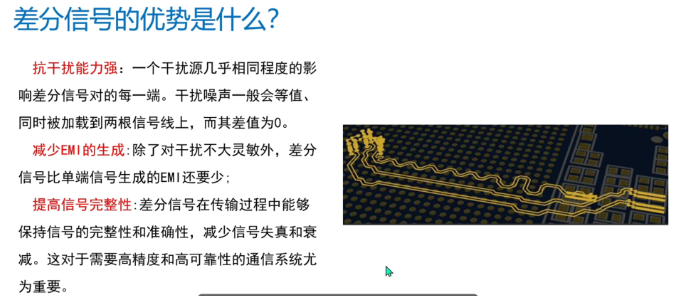 差分信号的优势是什么?
抗干扰能力强：一个干扰源几乎相同程度的影
响差分信号对的每一端。干扰噪声一般会等值、
同时被加载到两根信号线上，而其差值为0。
减少EMI的生成:除了对干扰不大灵敏外，差分
信号比单端信号生成的EMI还要少;
提高信号完整性:差分信号在传输过程中能够
保持信号的完整性和准确性，减少信号失真和衰
减。这对于需要高精度和高可靠性的通信系统尤
为重要。